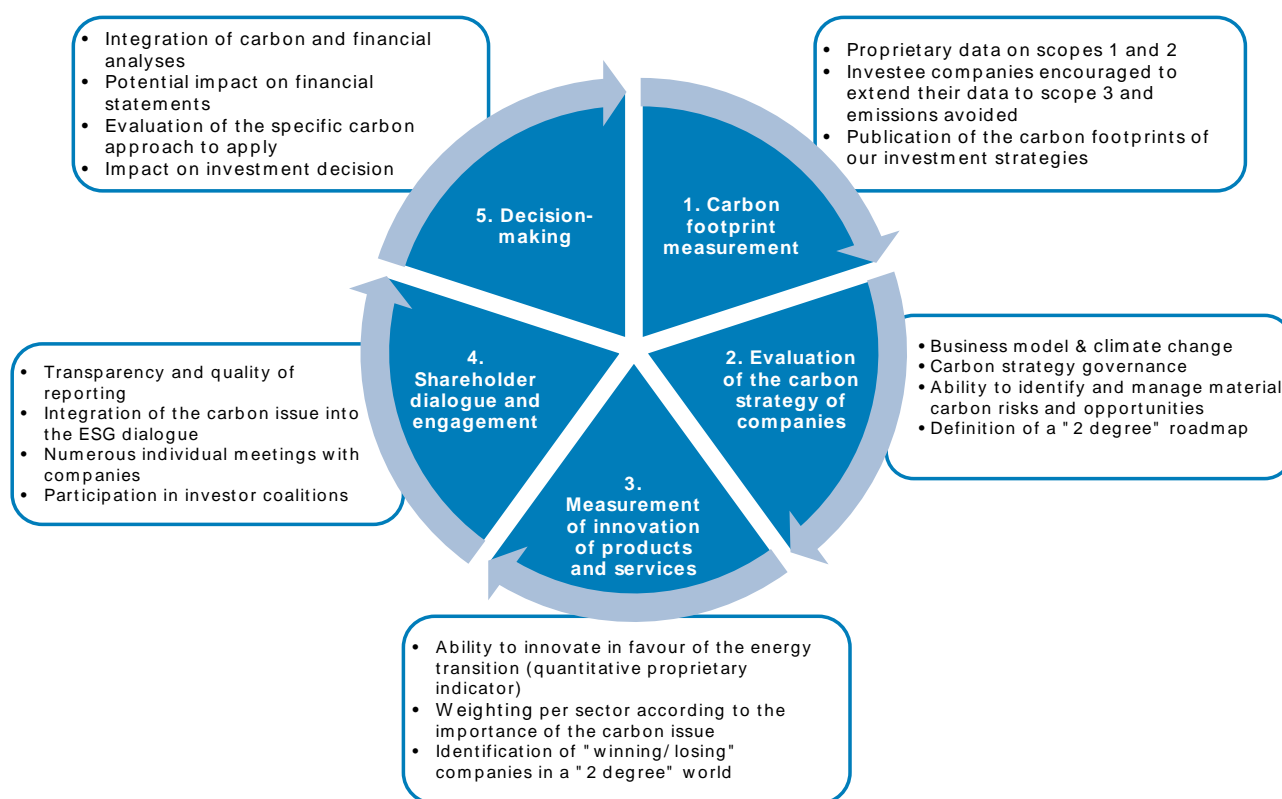 • Integration of carbon and financial
analyses
• Potential impact on financial
statements
• Evaluation of the specific carbon
approach to apply
• Impact on investment decision
• Proprietary data on scopes 1 and 2
• Investee companies encouraged to
extend their data to scope 3 and
emissions avoided
• Publication of the carbon footprints of
our investment strategies
5. Decision-
making
1. Carbon
footprint
measurement
4.
Shareholder
dialogue and
engagement
2. Evaluation
of the carbon
strategy of
companies
3.
Measurement
of innovation
of products
and services
• Transparency and quality of
reporting
• Integration of the carbon issue into
the ESG dialogue
• Numerous individual meetings with
companies
• Participation in investor coalitions
• Business model & climate change
• Carbon strategy governance
• Ability to identify and manage material
carbon risks and opportunities
• Definition of a "2 degree" roadmap
• Ability to innovate in favour of the energy
transition (quantitative proprietary
indicator)
• Weighting per sector according to the
importance of the carbon issue
• Identification of "winning/losing"
companies in a "2 degree" world